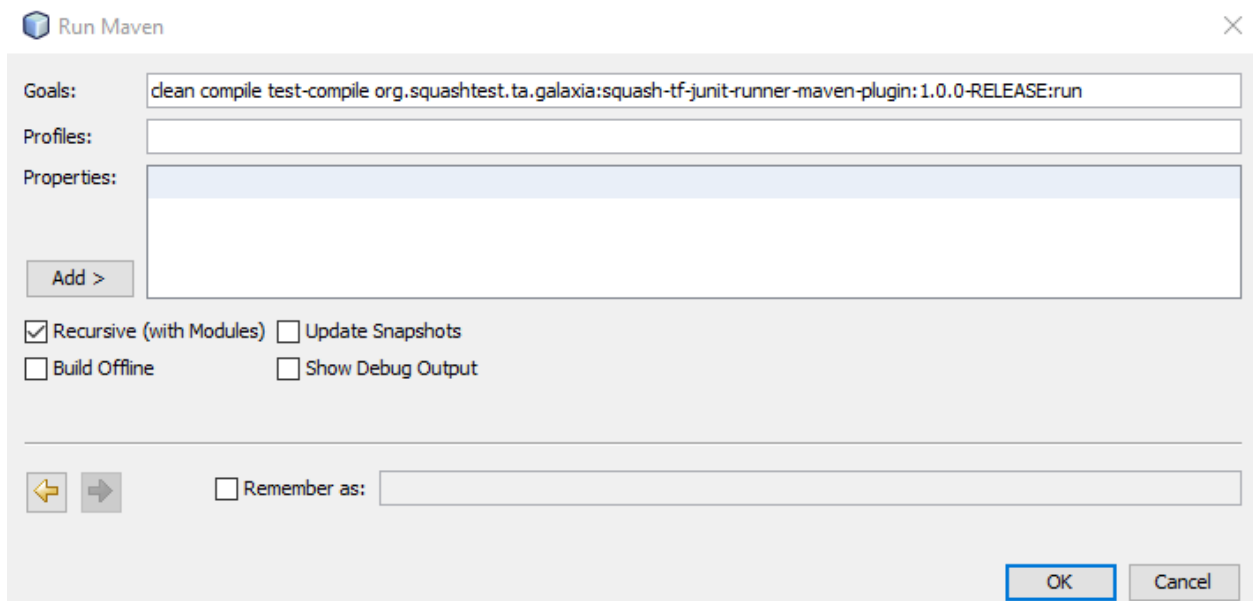 Run Maven
Goals: clean compile test-compile org.squashtest.ta.galaxia:squash-tf-junit-runner-maven-plugin:1.0.0-RELEASE:run
Profiles:
Properties:
Add >
Recursive (with Modules) Update Snapshots
Build Offline Show Debug Output
Remember as:
OK Cancel